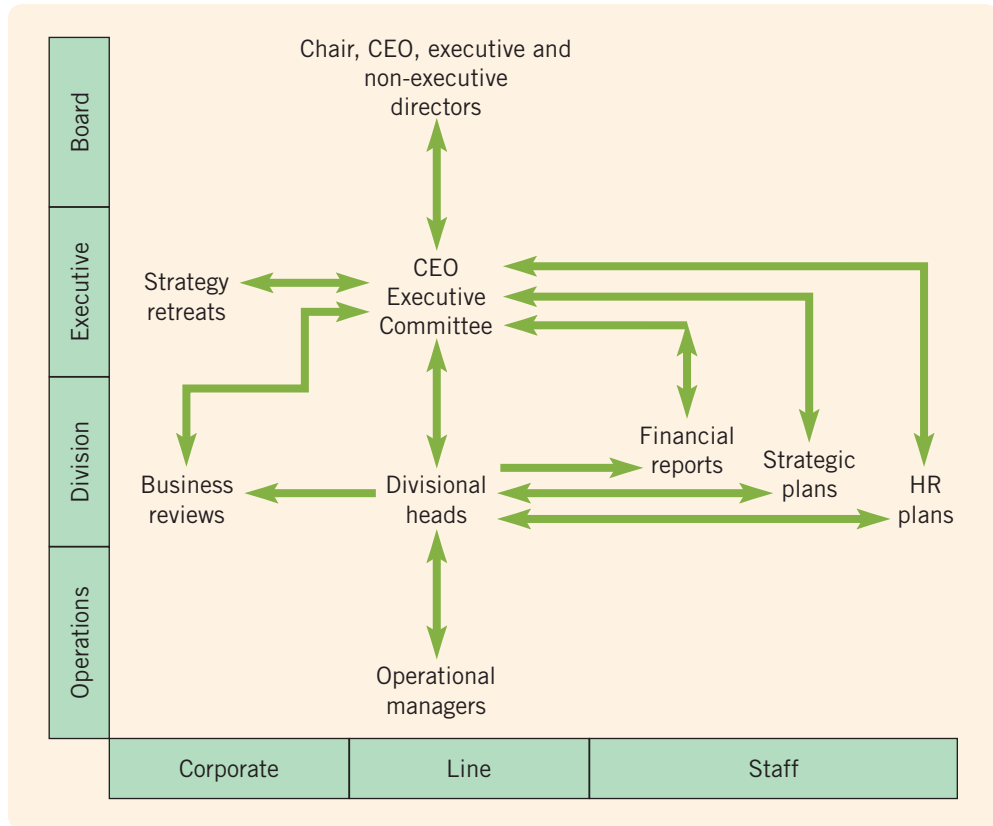 Board
Chair, CEO, executive and
non-executive
directors
Executive
Strategy
retreats
CEO
Executive
Committee
Division
Business
reviews
Divisional
heads
Financial
reports
Strategic
plans
HR
plans
Operations
Operational
managers
Corporate
Line
Staff